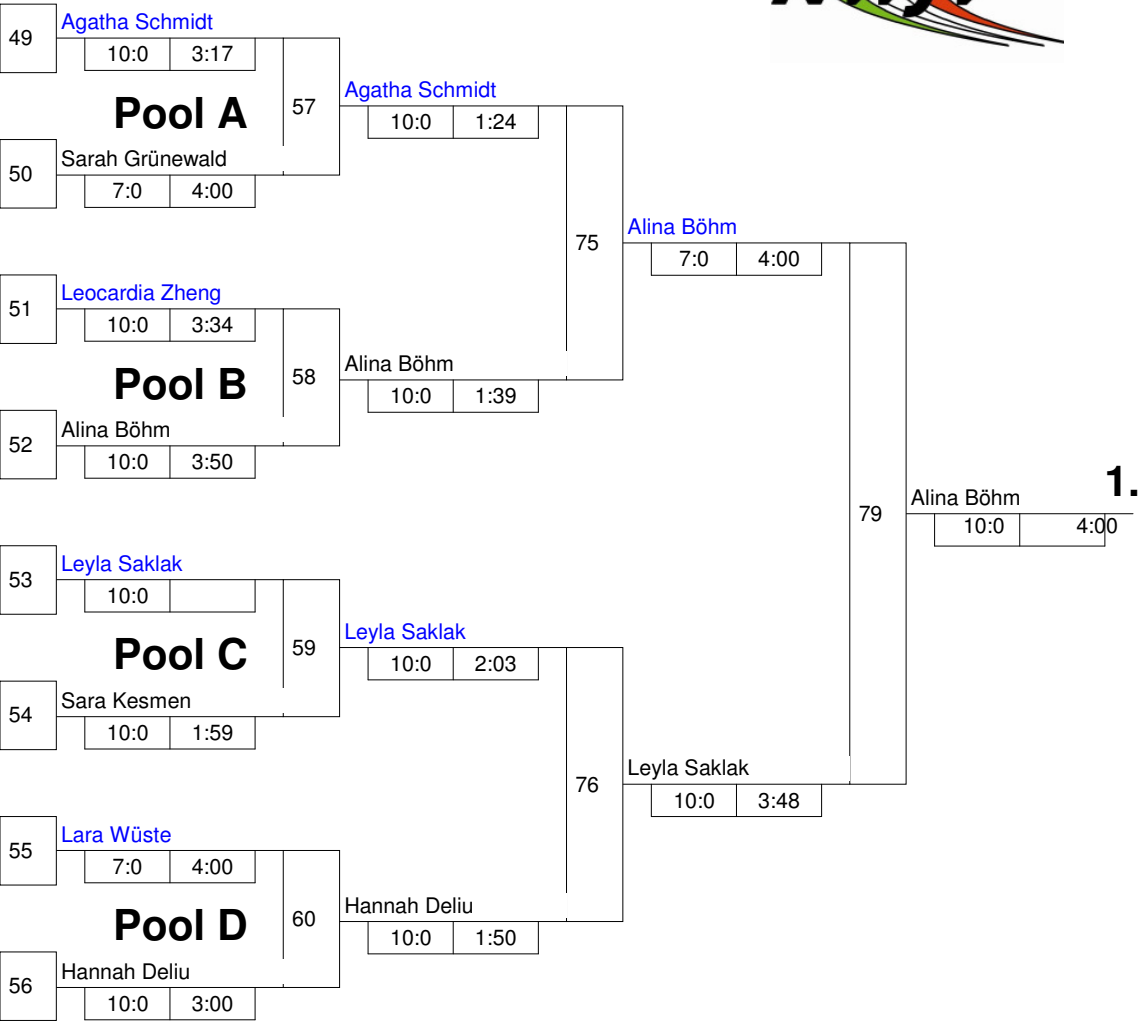 49
Agatha Schmidt
10:0 3:17
Pool A
57
50
Sarah Grünewald
7:0 4:00
Agatha Schmidt
10:0 1:24
75
51
Leocardia Zheng
10:0 3:34
Pool B
58
52
Alina Böhm
10:0 3:50
Alina Böhm
10:0 1:39
Alina Böhm
7:0 4:00
79
53
Leyla Saklak
10:0
Pool C
59
54
Sara Kesmen
10:0 1:59
Leyla Saklak
10:0 2:03
76
55
Lara Wüste
7:0 4:00
Pool D
60
56
Hannah Deliu
10:0 3:00
Hannah Deliu
10:0 1:50
Leyla Saklak
10:0 3:48
Alina Böhm 1.
10:0 4:00